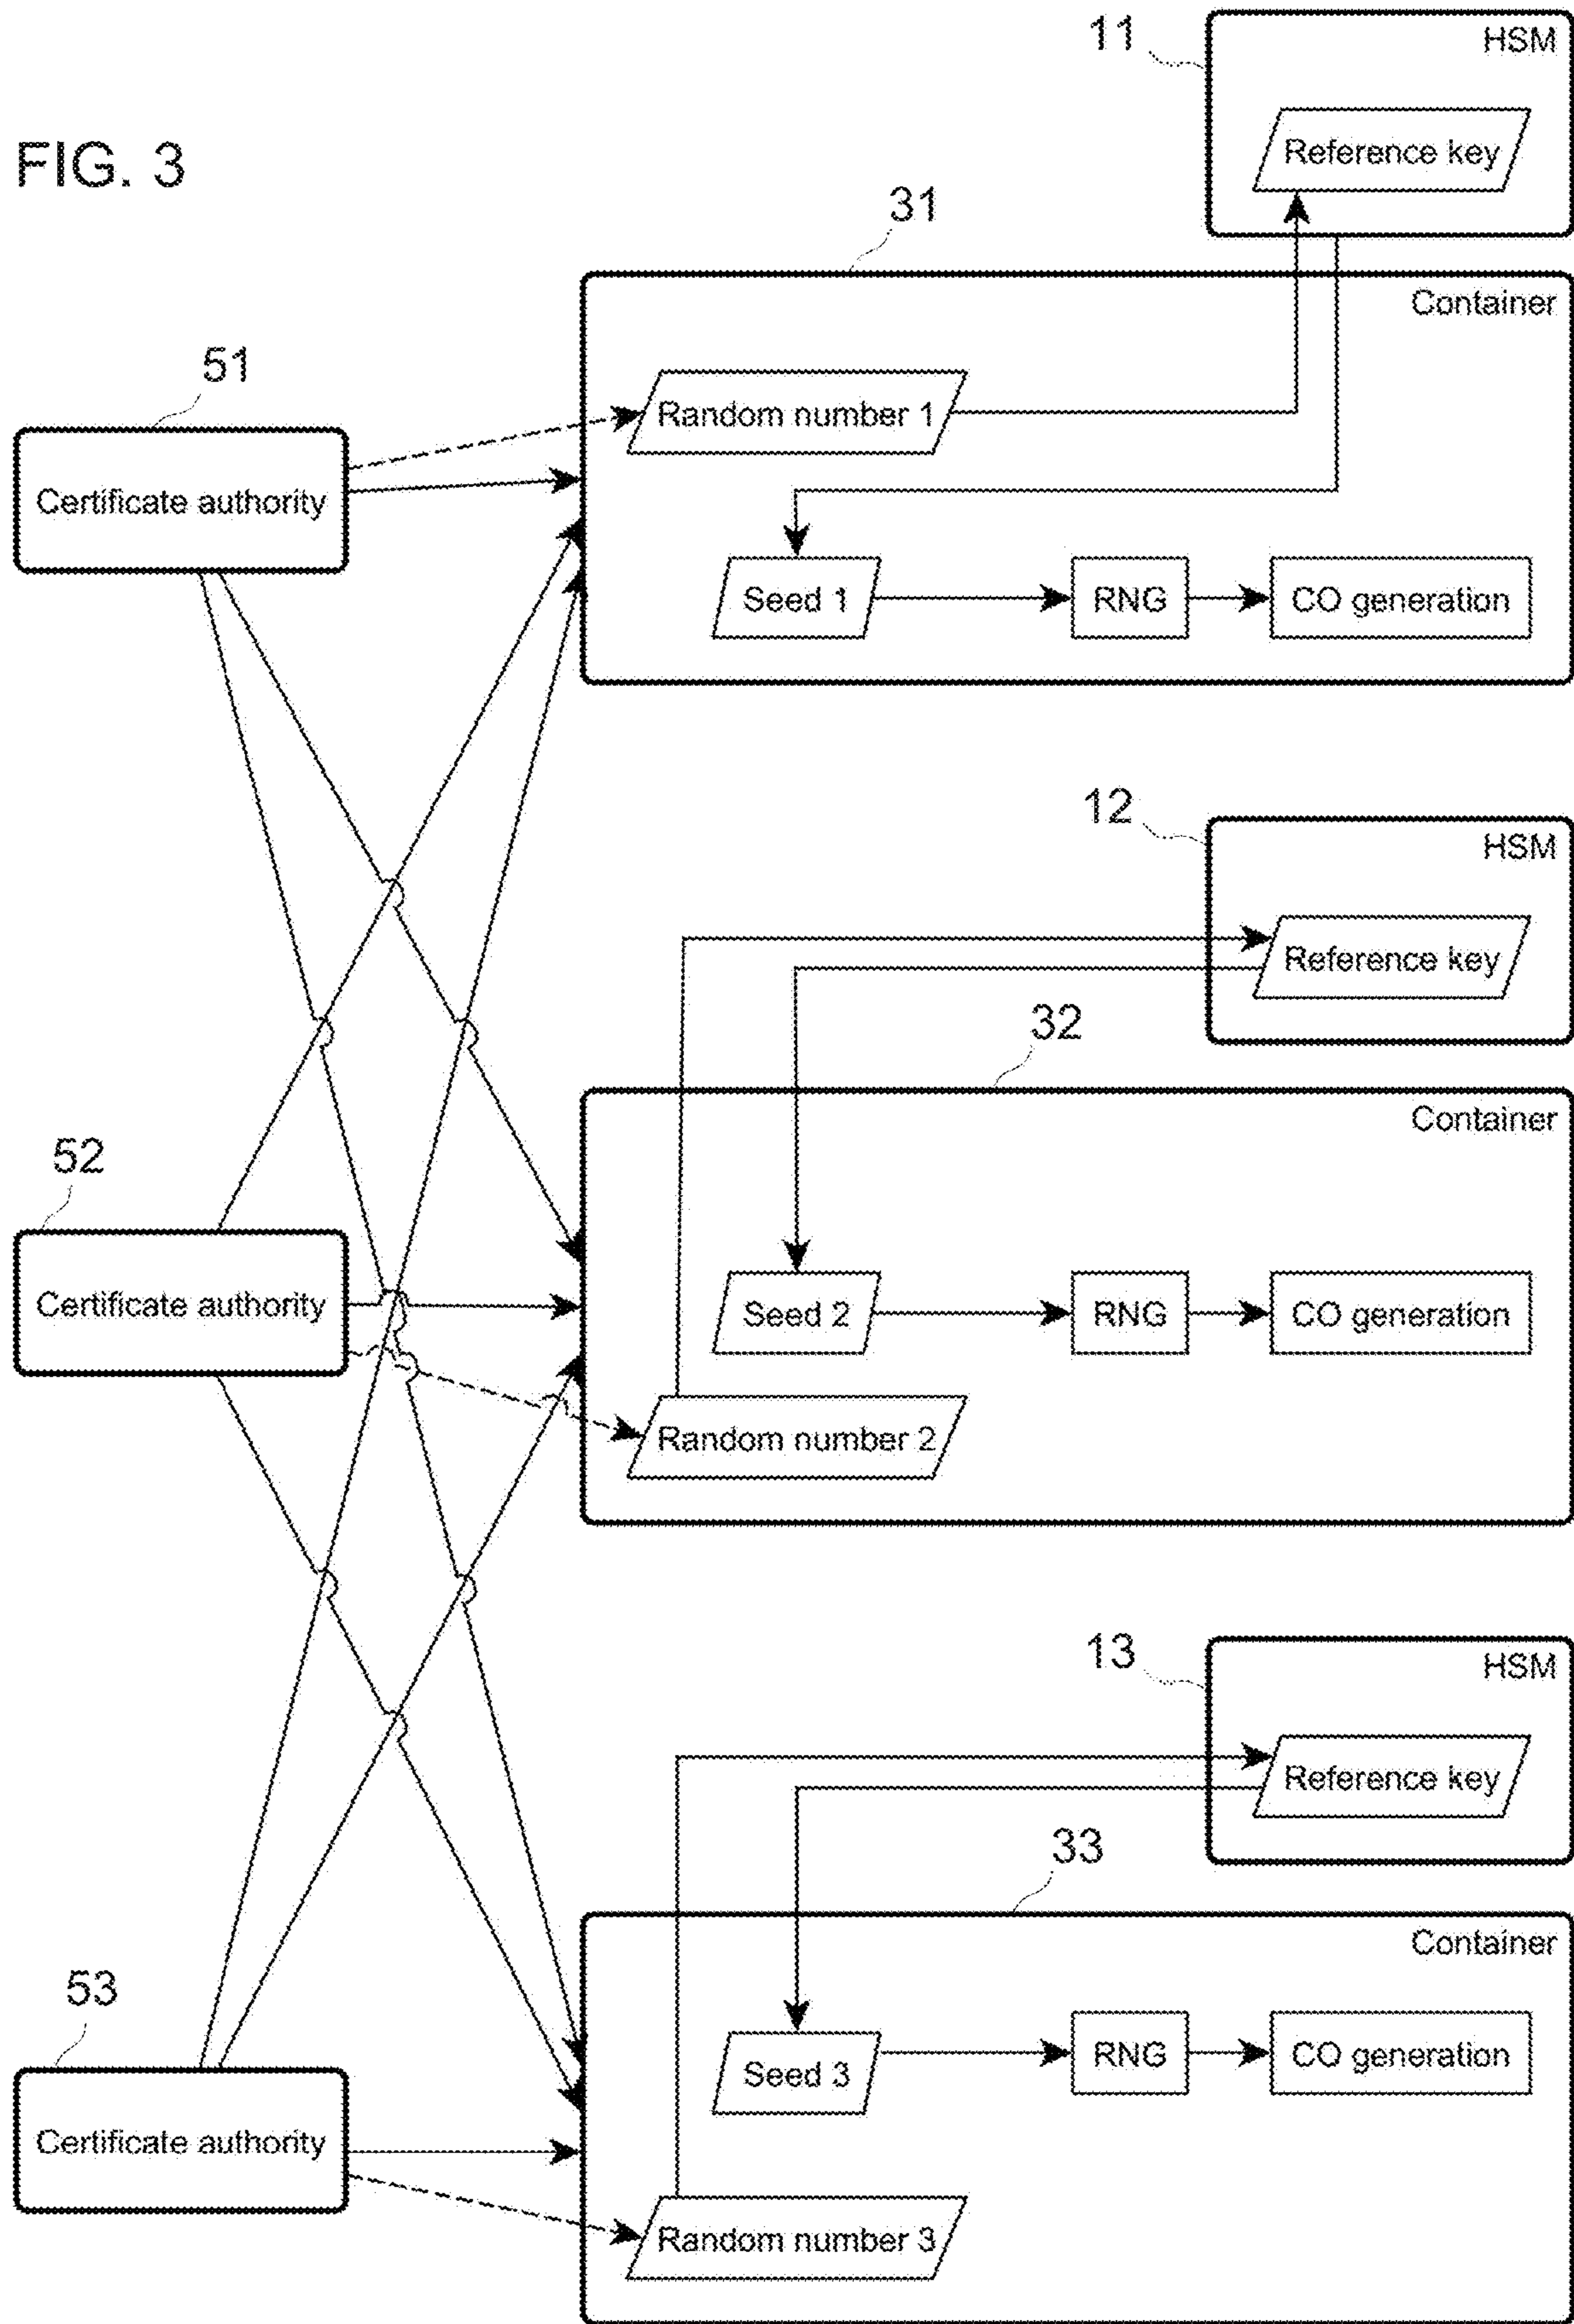 11
HSM
Reference key
FIG. 3
31
Container
51
Random number 1
Certificate authority
Seed 1
RNG
CO generation
12
HSM
Reference key
32
Container
52
Certificate authority
Seed 2
RNG
CO generation
Random number 2
13
HSM
Reference key
33
Container
53
Seed 3
RNG
CO generation
Certificate authority
Random number 3